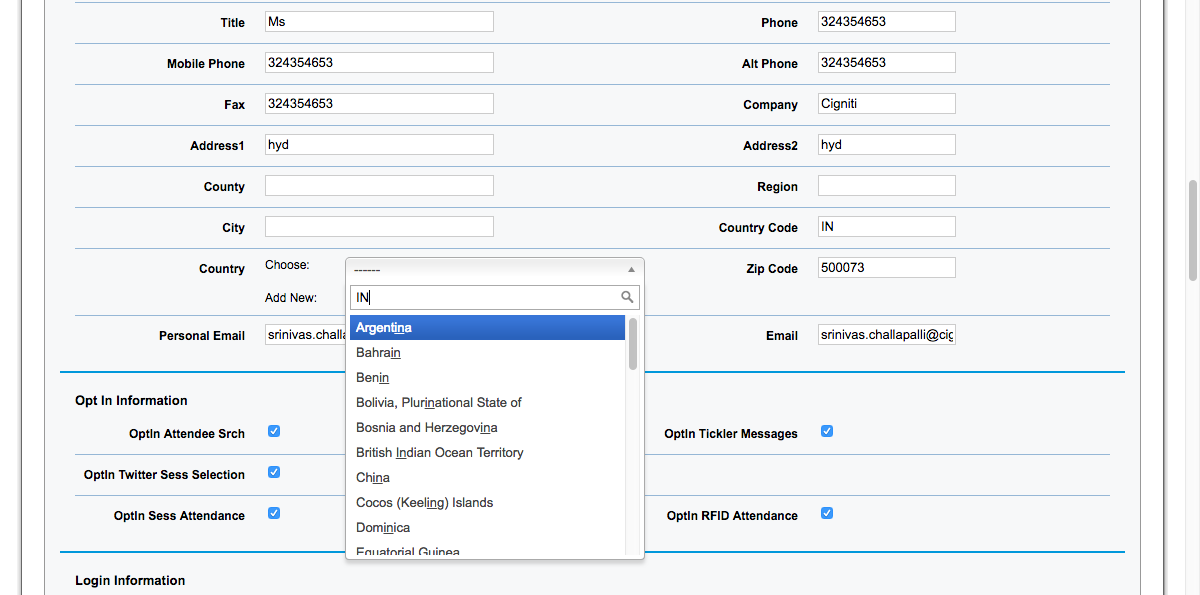 Title Ms Phone 324354653
Mobile Phone 324354653 Alt Phone 324354653
Fax 324354653 Company Cigniti
Address1 hyd Address2 hyd
County Region
City Country Code IN
Country Choose: ------ Zip Code 500073
Add New: IN
Argentina
Personal Email srinivas.challa Email srinivas.challapalli@cig
Bahrain
Benin
Opt In Information
Bolivia, Plurinational State of
OptIn Attendee Srch Bosnia and Herzegovina OptIn Tickler Messages
British Indian Ocean Territory
OptIn Twitter Sess Selection China
Cocos (Keeling) Islands
OptIn Sess Attendance Dominica OptIn RFID Attendance
Equatorial Guinea
Login Information